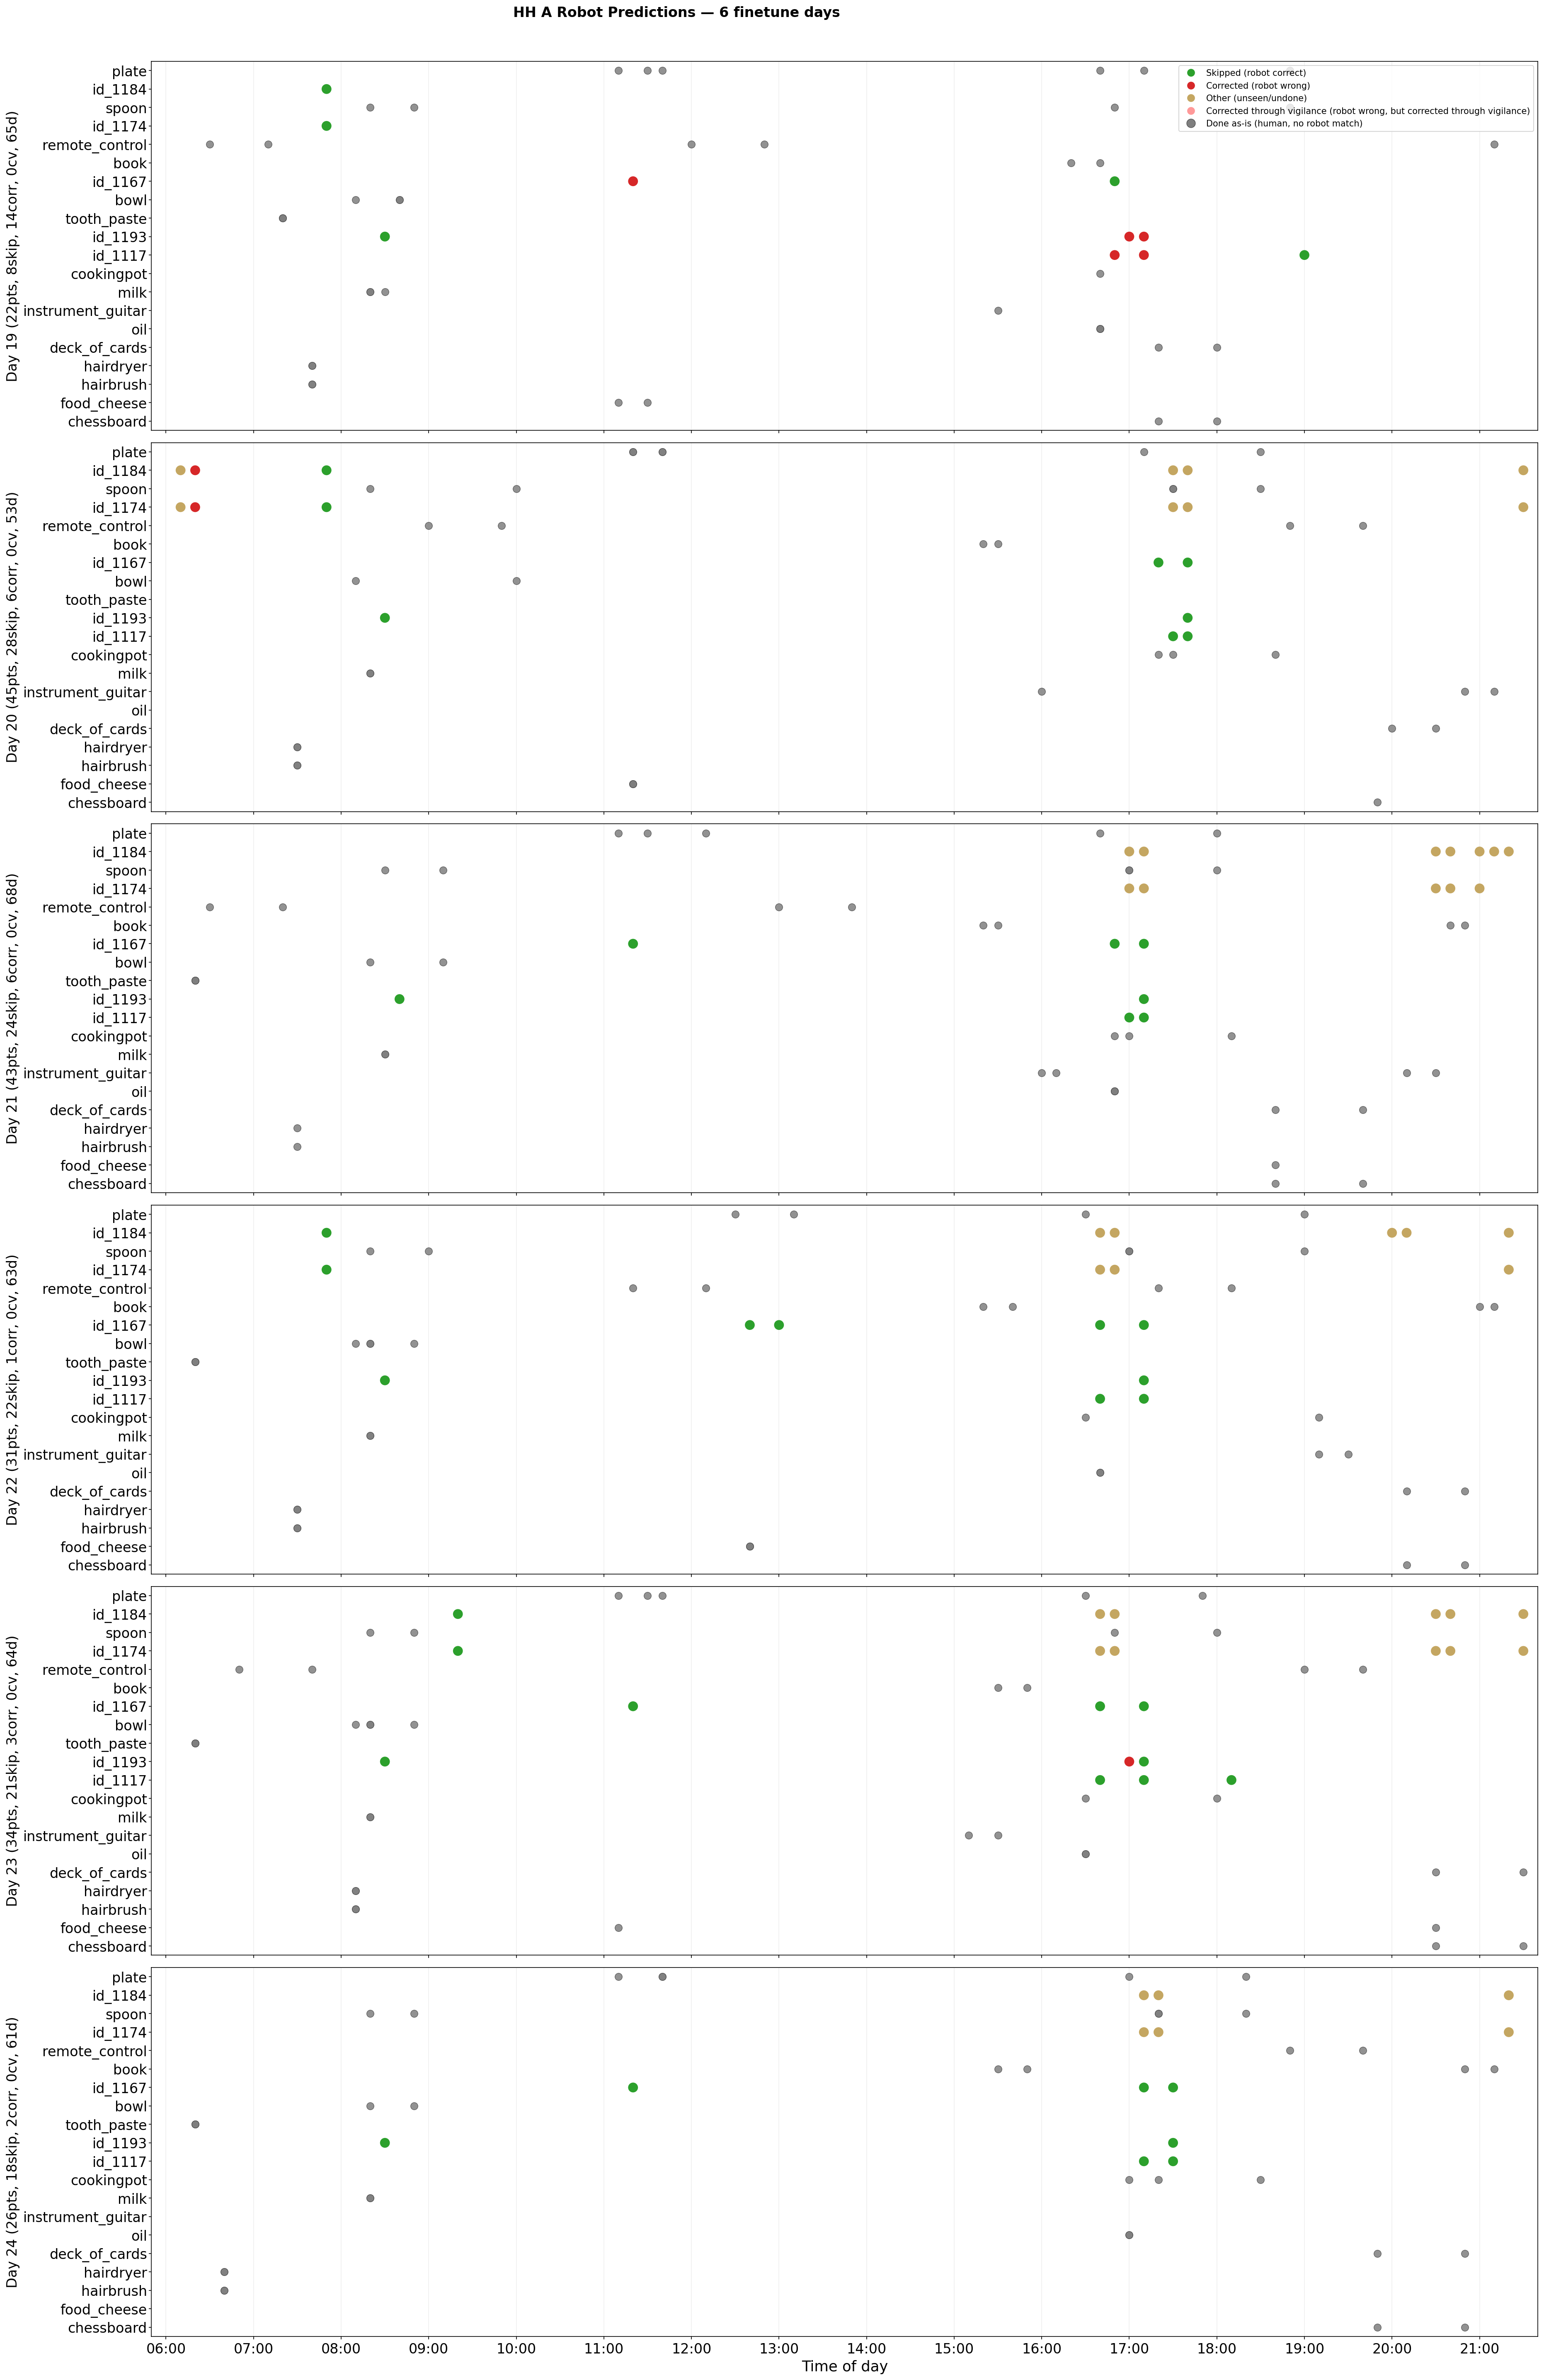 HH A Robot Predictions — 6 finetune days
Skipped (robot correct)
Corrected (robot wrong)
Other (unseen/undone)
Corrected through vigilance (robot wrong, but corrected through vigilance)
Done as-is (human, no robot match)
Day 19 (22pts, 8skip, 14corr, 0cv, 65d)
plate
id_1184
spoon
id_1174
remote_control
book
id_1167
bowl
tooth_paste
id_1193
id_1117
cookingpot
milk
instrument_guitar
oil
deck_of_cards
hairdryer
hairbrush
food_cheese
chessboard
Day 20 (45pts, 28skip, 6corr, 0cv, 53d)
plate
id_1184
spoon
id_1174
remote_control
book
id_1167
bowl
tooth_paste
id_1193
id_1117
cookingpot
milk
instrument_guitar
oil
deck_of_cards
hairdryer
hairbrush
food_cheese
chessboard
Day 21 (43pts, 24skip, 6corr, 0cv, 68d)
plate
id_1184
spoon
id_1174
remote_control
book
id_1167
bowl
tooth_paste
id_1193
id_1117
cookingpot
milk
instrument_guitar
oil
deck_of_cards
hairdryer
hairbrush
food_cheese
chessboard
Day 22 (31pts, 22skip, 1corr, 0cv, 63d)
plate
id_1184
spoon
id_1174
remote_control
book
id_1167
bowl
tooth_paste
id_1193
id_1117
cookingpot
milk
instrument_guitar
oil
deck_of_cards
hairdryer
hairbrush
food_cheese
chessboard
Day 23 (34pts, 21skip, 3corr, 0cv, 64d)
plate
id_1184
spoon
id_1174
remote_control
book
id_1167
bowl
tooth_paste
id_1193
id_1117
cookingpot
milk
instrument_guitar
oil
deck_of_cards
hairdryer
hairbrush
food_cheese
chessboard
Day 24 (26pts, 18skip, 2corr, 0cv, 61d)
plate
id_1184
spoon
id_1174
remote_control
book
id_1167
bowl
tooth_paste
id_1193
id_1117
cookingpot
milk
instrument_guitar
oil
deck_of_cards
hairdryer
hairbrush
food_cheese
chessboard
06:00 07:00 08:00 09:00 10:00 11:00 12:00 13:00 14:00 15:00 16:00 17:00 18:00 19:00 20:00 21:00
Time of day